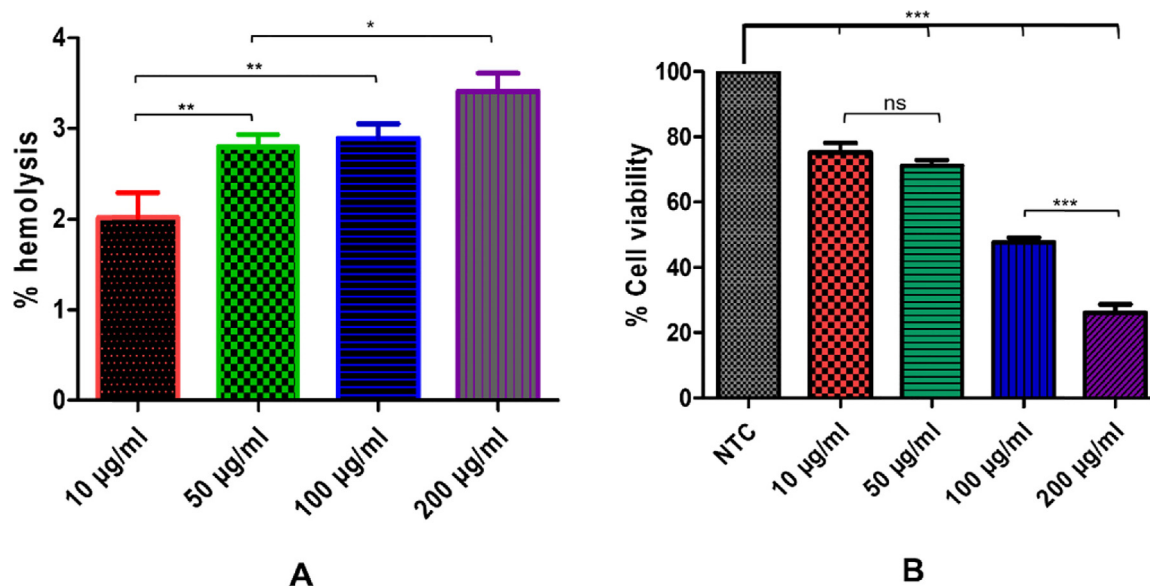 % hemolysis
4
3
2
1
0
**
**
*
10 µg/ml
50 µg/ml
100 µg/ml
200 µg/ml
A
% Cell viability
100
80
60
40
20
0
***
ns
***
NTC
10 µg/ml
50 µg/ml
100 µg/ml
200 µg/ml
B